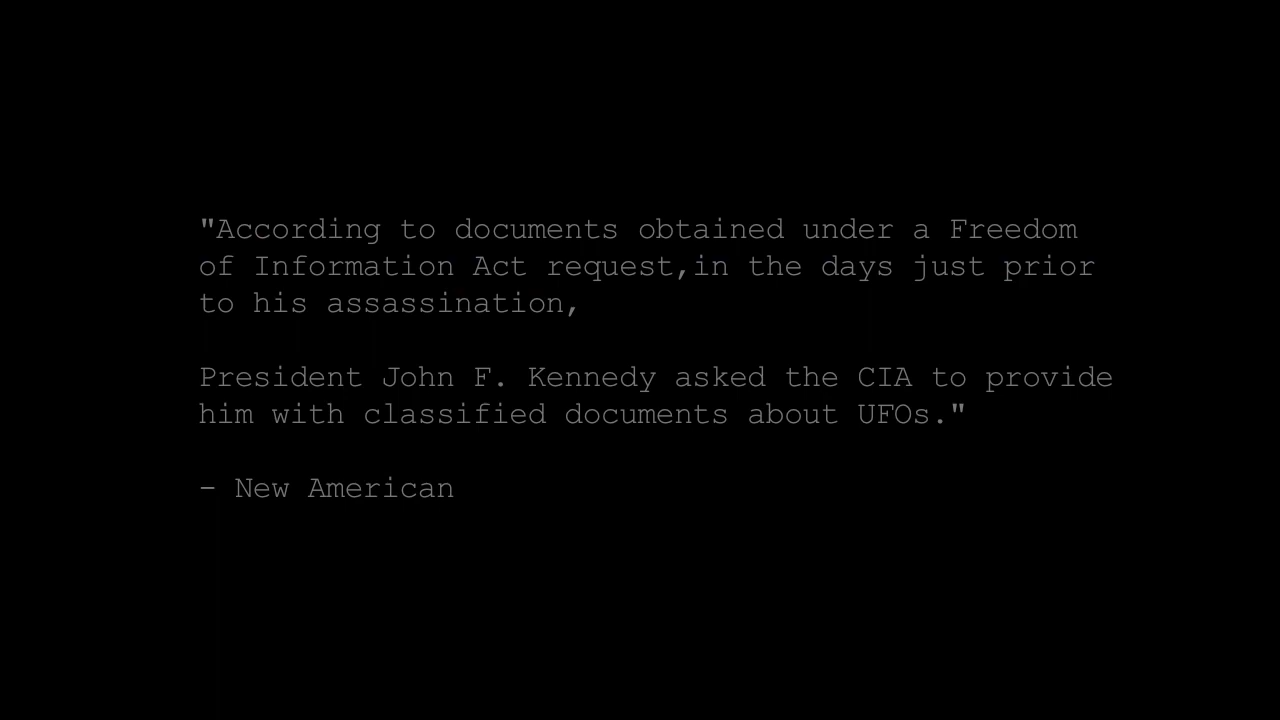 "According to documents obtained under a Freedom
of Information Act request,in the days just prior
to his assassination,
President John F. Kennedy asked the CIA to provide
him with classified documents about UFOs."
- New American